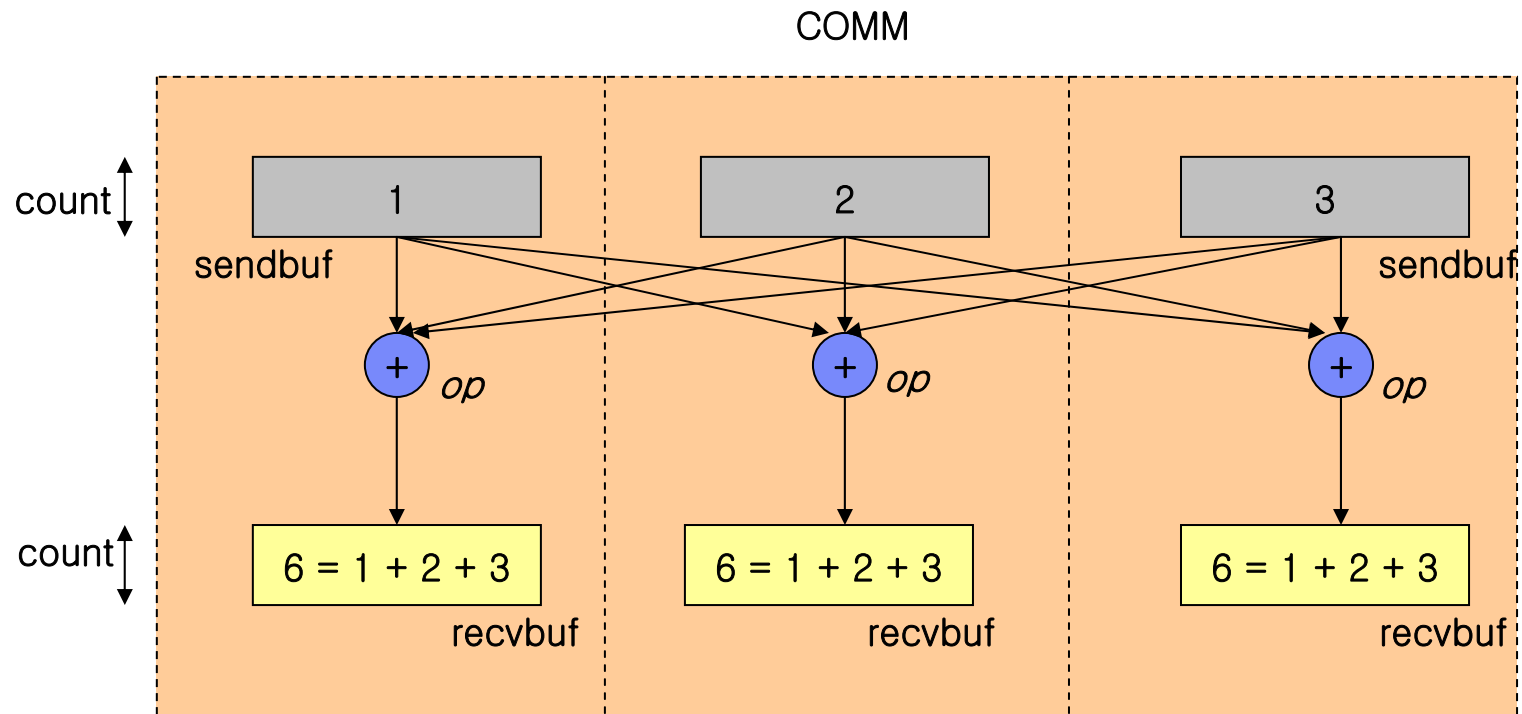 COMM
count
1
2
3
sendbuf
sendbuf
+
op
+
op
+
op
count
6 = 1 + 2 + 3
6 = 1 + 2 + 3
6 = 1 + 2 + 3
recvbuf
recvbuf
recvbuf